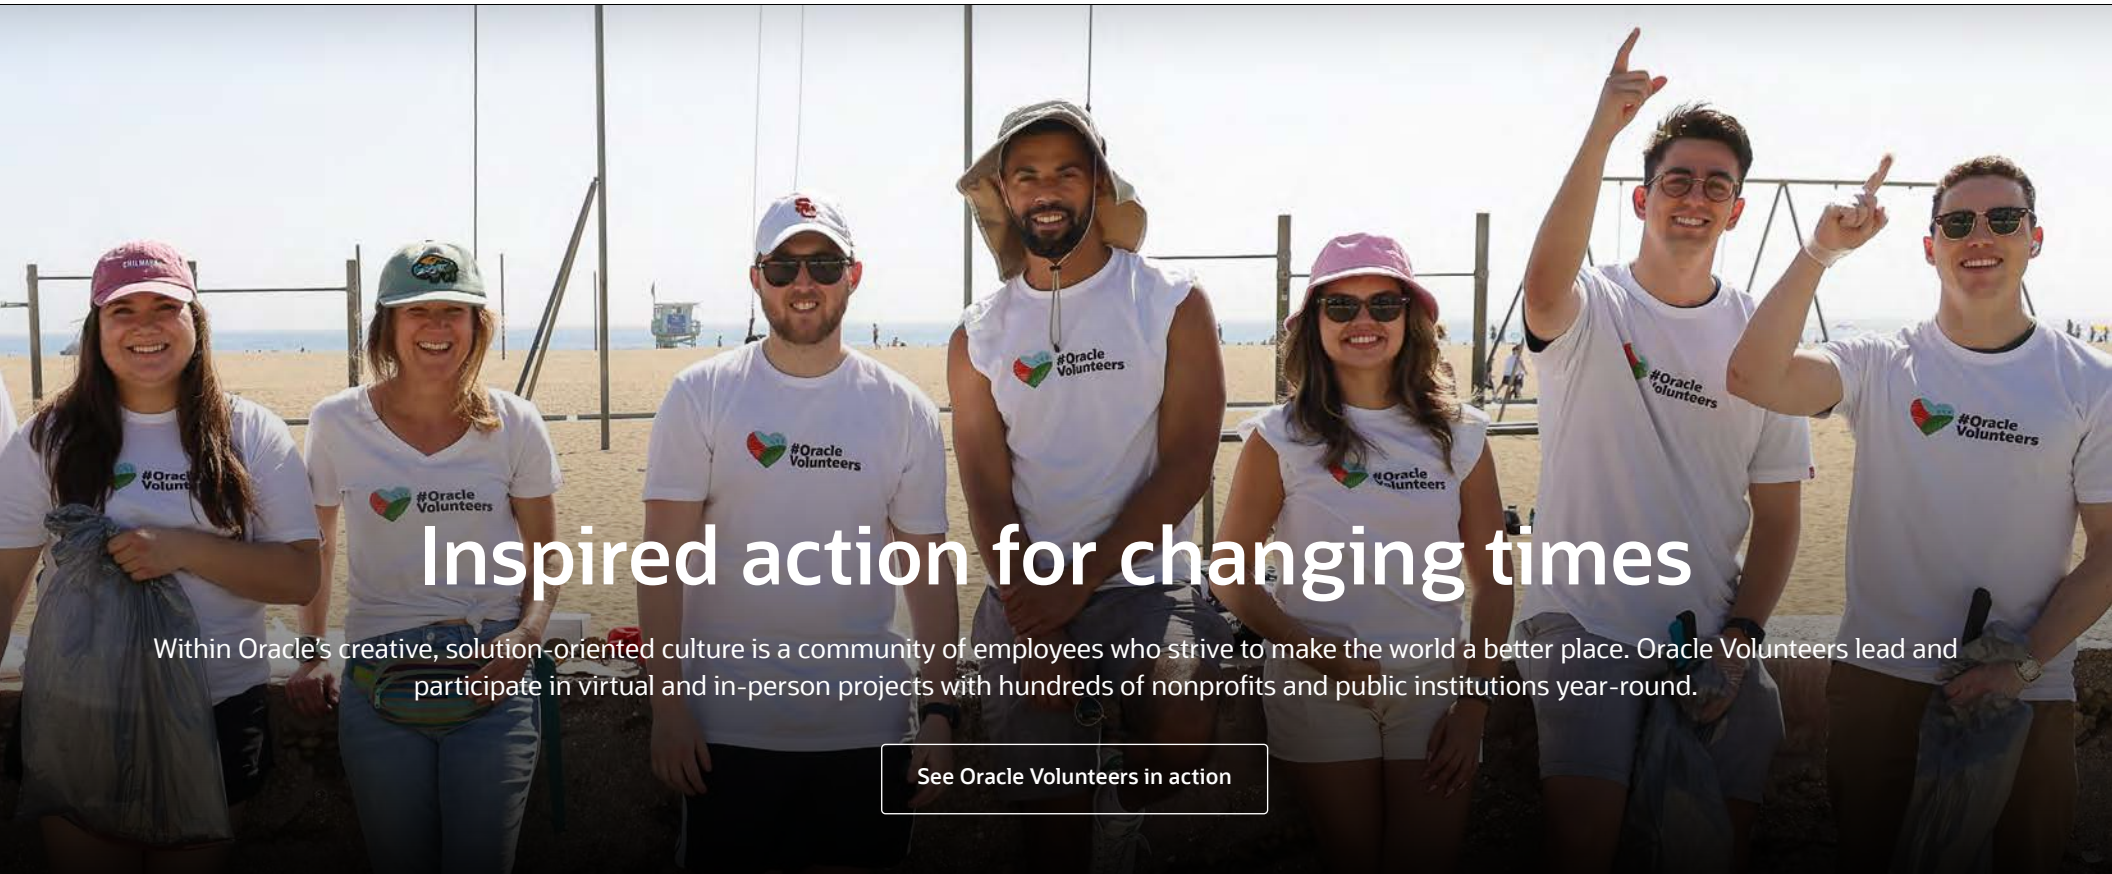 CHILMARK
#Oracle
Volunteers
#Oracle
Volunteers
#Oracle
Volunteers
#Oracle
Volunteers
#Oracle
Volunteers
#Oracle
Volunteers
Inspired action for changing times
Within Oracle’s creative, solution-oriented culture is a community of employees who strive to make the world a better place. Oracle Volunteers lead and
participate in virtual and in-person projects with hundreds of nonprofits and public institutions year-round.
See Oracle Volunteers in action